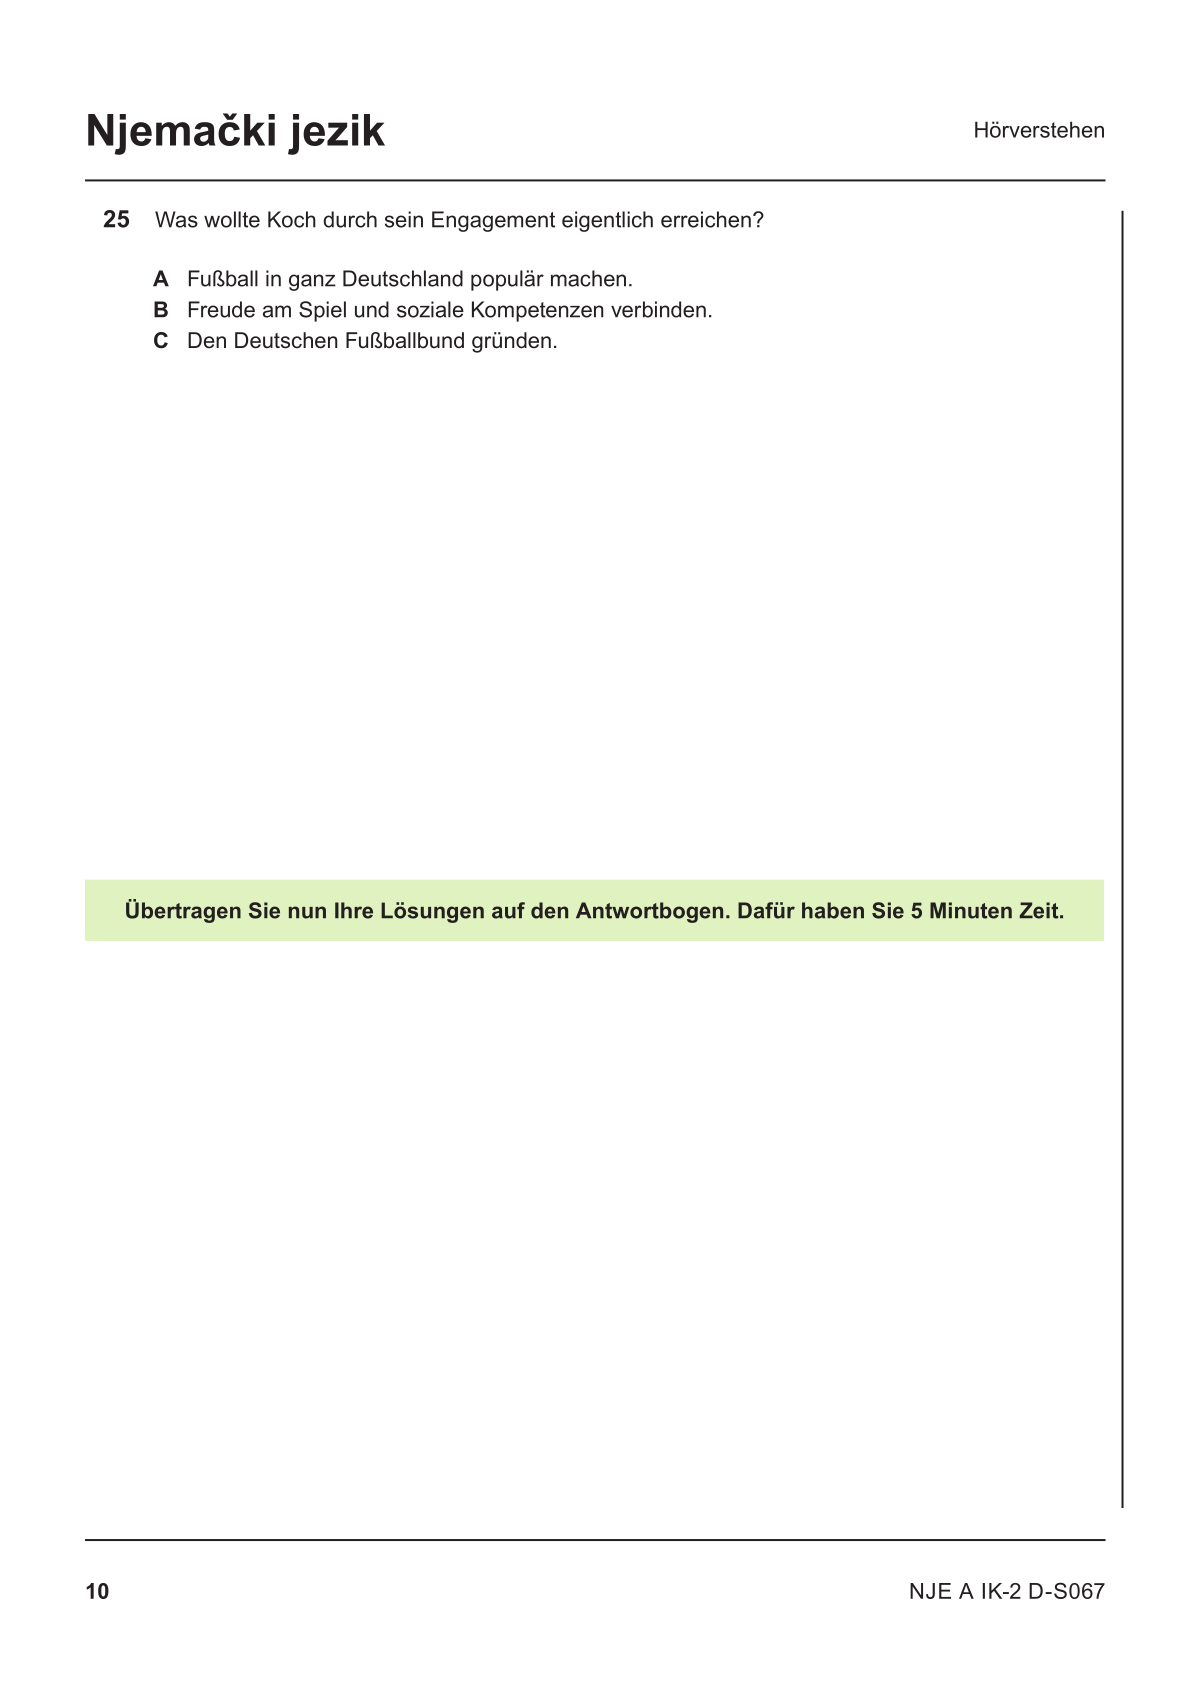 Njemački jezik
Hörverstehen
25 Was wollte Koch durch sein Engagement eigentlich erreichen?
A Fußball in ganz Deutschland populär machen.
B Freude am Spiel und soziale Kompetenzen verbinden.
C Den Deutschen Fußballbund gründen.
Übertragen Sie nun Ihre Lösungen auf den Antwortbogen. Dafür haben Sie 5 Minuten Zeit.
10
NJE A IK-2 D-S067